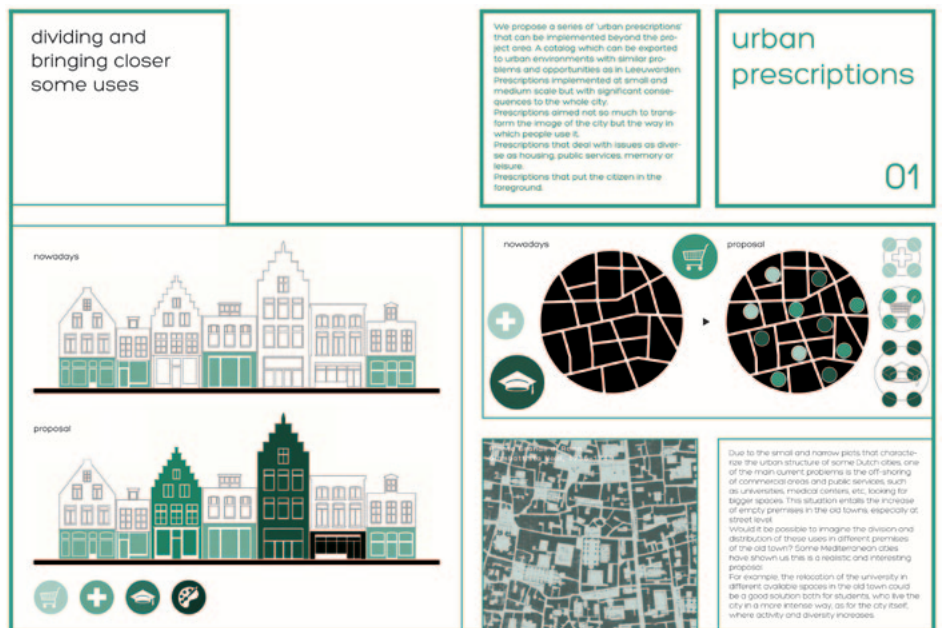 dividing and
bringing closer
some uses
We propose a series of 'urban prescriptions'
that can be implemented beyond the pro-
ject area. A catalog which can be exported
to urban environments with similar pro-
blems and opportunities as in Leeuwarden.
Prescriptions implemented at small and
medium scale but with significant conse-
quences to the whole city.
Prescriptions aimed not so much to trans-
form the image of the city but the way in
which people use it.
Prescriptions that deal with issues as diver-
se as housing, public services, memory or
leisure.
Prescriptions that put the citizen in the
foreground.
urban
prescriptions
01
nowadays
proposal
nowadays
proposal
Due to the small and narrow plots that characte-
rize the urban structure of some Dutch cities, one
of the main current problems is the off-shoring
of commercial areas and public services, such
as universities, medical centers, etc, looking for
bigger spaces. This situation entails the increase
of empty premises in the old towns, especially at
street level.
Would it be possible to imagine the division and
distribution of these uses in different premises
of the old town? Some Mediterranean cities
have shown us this is a realistic and interesting
proposal.
For example, the relocation of the university in
different available spaces in the old town could
be a good solution both for students, who live the
city in a more intense way, as for the city itself,
where activity and diversity increases.